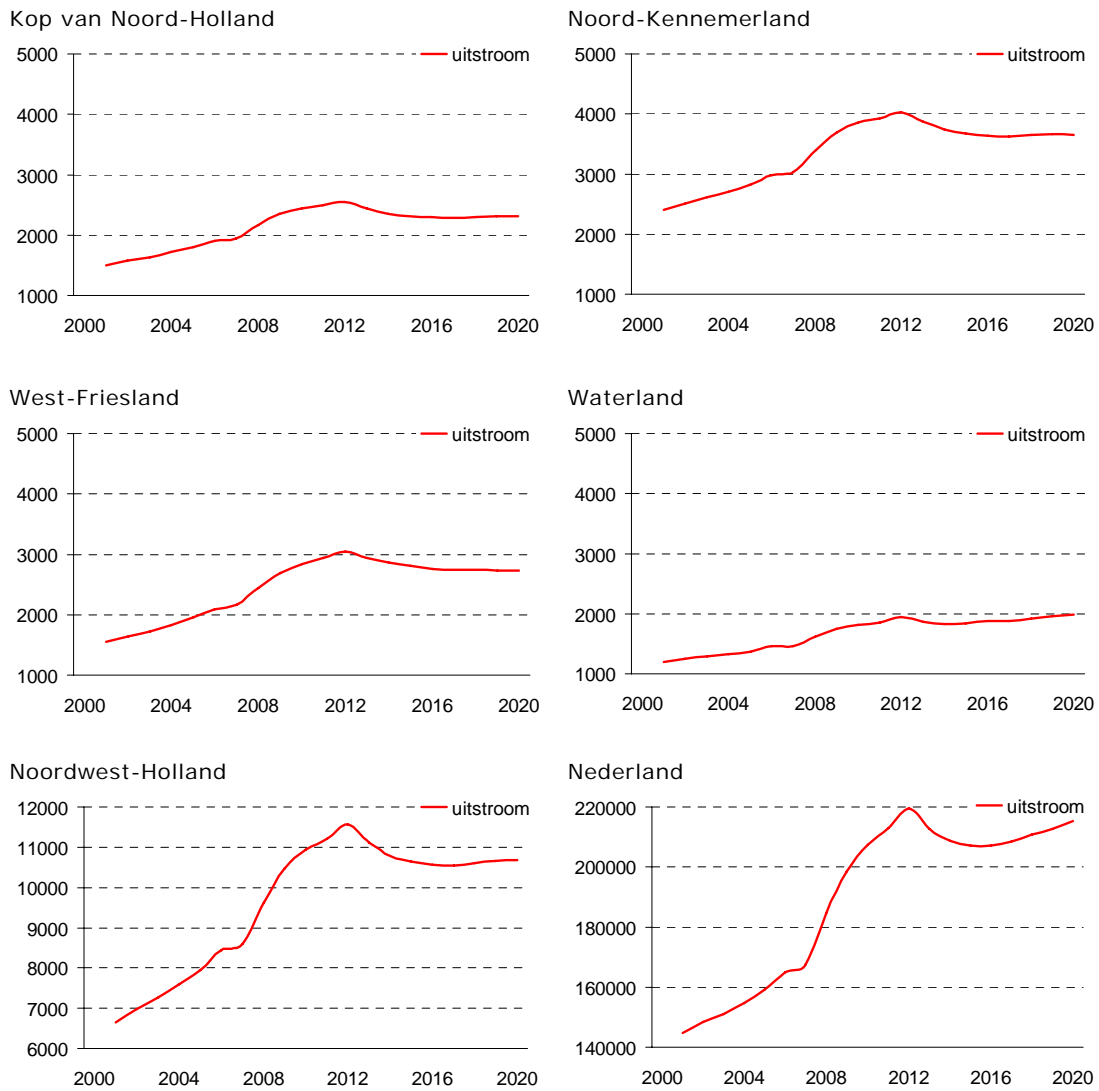 Kop van Noord-Holland
5000
4000
3000
2000
1000
uitstroom
2000 2004 2008 2012 2016 2020
Noord-Kennemerland
5000
4000
3000
2000
1000
uitstroom
2000 2004 2008 2012 2016 2020
West-Friesland
5000
4000
3000
2000
1000
uitstroom
2000 2004 2008 2012 2016 2020
Waterland
5000
4000
3000
2000
1000
uitstroom
2000 2004 2008 2012 2016 2020
Noordwest-Holland
12000
11000
10000
9000
8000
7000
6000
uitstroom
2000 2004 2008 2012 2016 2020
Nederland
220000
200000
180000
160000
140000
uitstroom
2000 2004 2008 2012 2016 2020